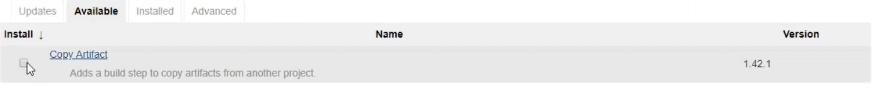 Updates Available Installed Advanced
Install ↓ Name Version
Copy Artifact 1.42.1
Adds a build step to copy artifacts from another project.